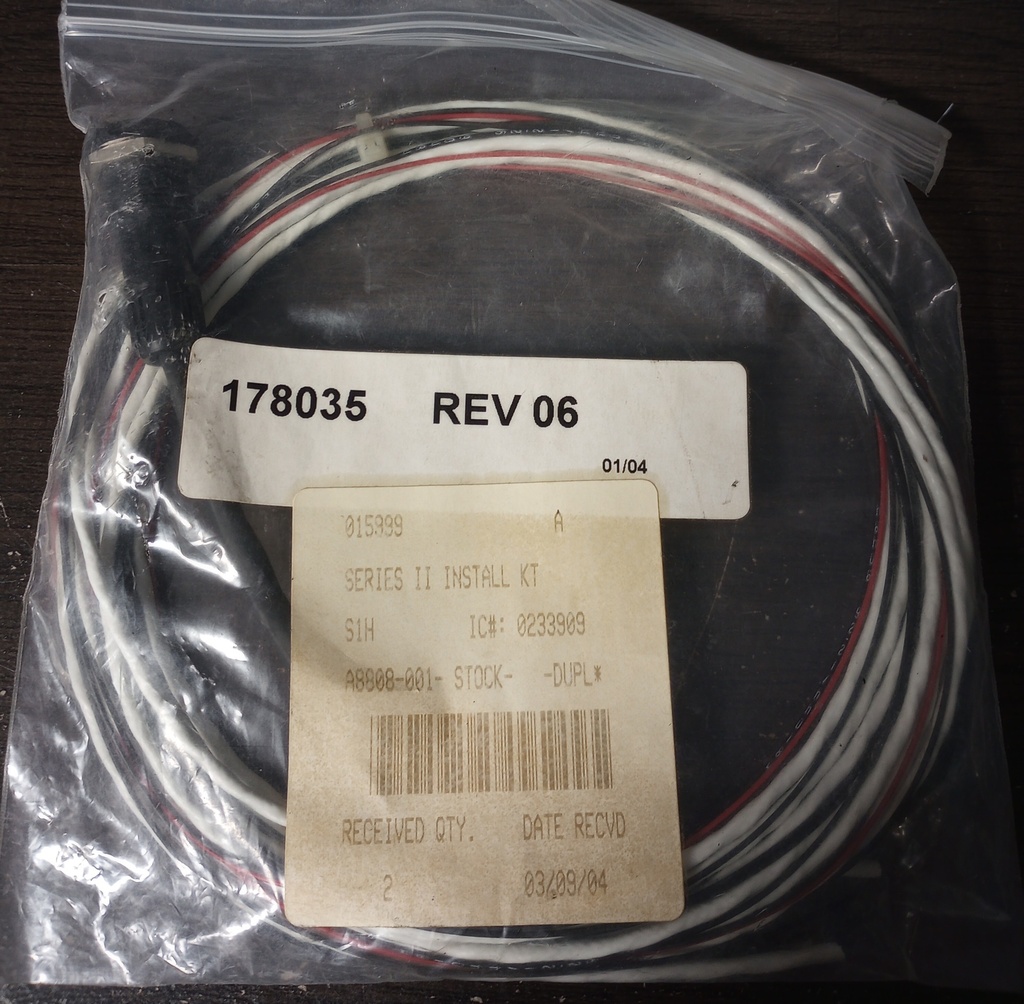 178035 REV 06
01/04
015999 A
SERIES II INSTALL KT
S1H IC#: 0233909
A8808-001- STOCK- -DUPL*
RECEIVED QTY. DATE RECVD
2 03/09/04